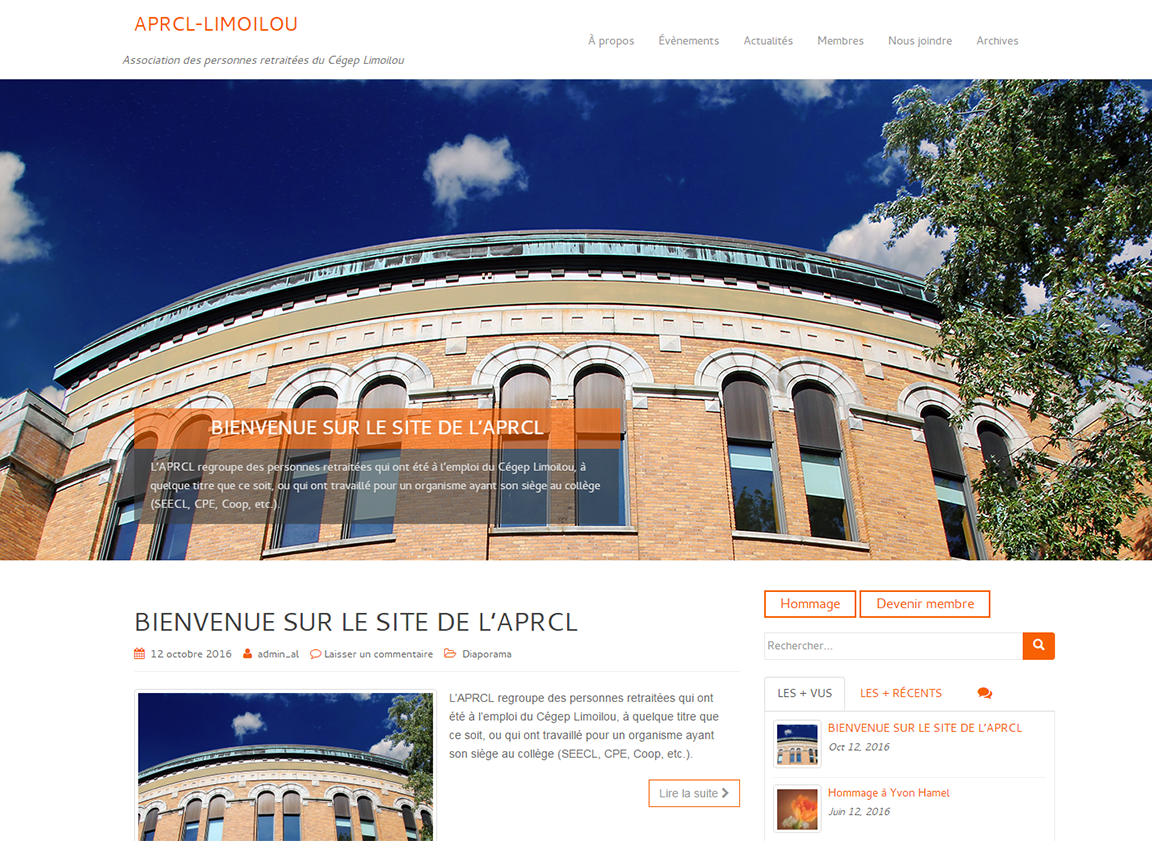 APRCL-LIMOILOU
Association des personnes retraitées du Cégep Limoilou
À propos Évènements Actualités Membres Nous joindre Archives
BIENVENUE SUR LE SITE DE L'APRCL
L'APRCL regroupe des personnes retraitées qui ont été à l'emploi du Cégep Limoilou, à
quelque titre que ce soit, ou qui ont travaillé pour un organisme ayant son siège au collège
(SEECL, CPE, Coop, etc.).
BIENVENUE SUR LE SITE DE L'APRCL
12 octobre 2016 admin_al Laisser un commentaire Diaporama
L'APRCL regroupe des personnes retraitées qui ont
été à l'emploi du Cégep Limoilou, à quelque titre que
ce soit, ou qui ont travaillé pour un organisme ayant
son siège au collège (SEECL, CPE, Coop, etc.).
Lire la suite
Hommage Devenir membre
Rechercher...
LES + VUS LES + RÉCENTS
BIENVENUE SUR LE SITE DE L'APRCL
Oct 12, 2016
Hommage à Yvon Hamel
Juin 12, 2016